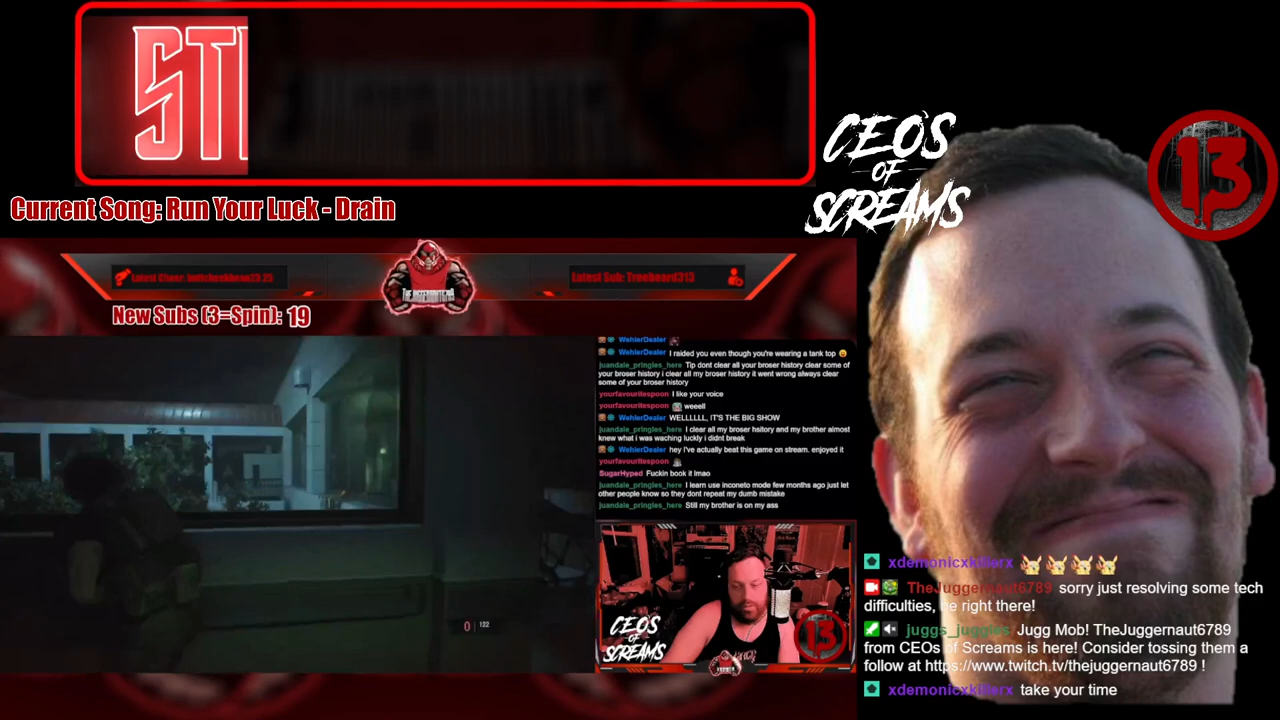 ST
Current Song: Run Your Luck - Drain
CEO'S
OF
SCREAMS
13
Latest Sub: Treebeard313
THE JUGGERNAUT6789
New Subs (3=Spin): 19
WehlerDealer
WehlerDealer I raided you even though you're wearing a tank top
juandale_pringles_here Tip dont clear all your broser history clear some of
your broser history i clear all my broser history it went wrong always clear
some of your broser history
yourfavouritespoon I like your voice
yourfavouritespoon weeell
WehlerDealer WELLLLLL, IT'S THE BIG SHOW
juandale_pringles_here I clear all my broser hsitory and my brother almost
knew what i was waching luckly i didnt break
WehlerDealer hey I've actually beat this game on stream. enjoyed it
yourfavouritespoon
SugarHyped Fuckin book it lmao
juandale_pringles_here I learn use inconeto mode few months ago just let
other people know so they dont repeat my dumb mistake
juandale_pringles_here Still my brother is on my ass
0 | 122
CEO'S
OF
SCREAMS
13
xdemonicxkillerx
TheJuggernaut6789 sorry just resolving some tech
difficulties, be right there!
juggs_juggies Jugg Mob! TheJuggernaut6789
from CEOs of Screams is here! Consider tossing them a
follow at https://www.twitch.tv/thejuggernaut6789 !
xdemonicxkillerx take your time